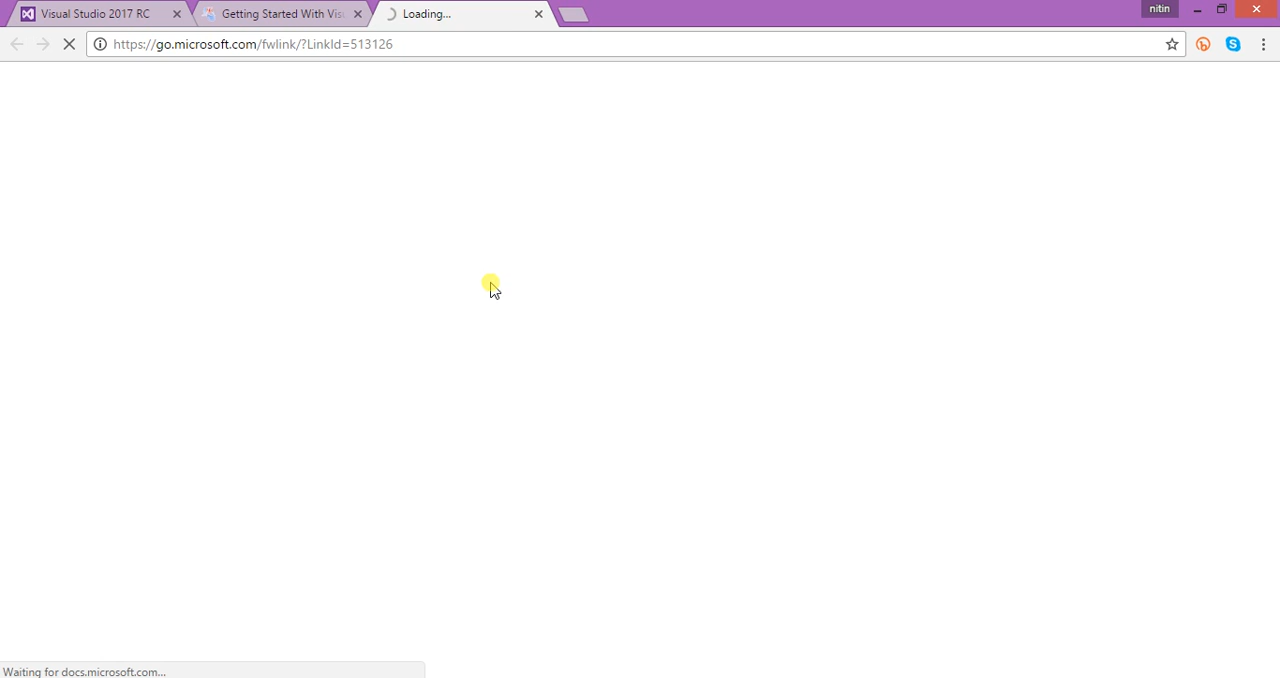 Visual Studio 2017 RC
Getting Started With Vis
Loading...
nitin
https://go.microsoft.com/fwlink/?LinkId=513126
Waiting for docs.microsoft.com...